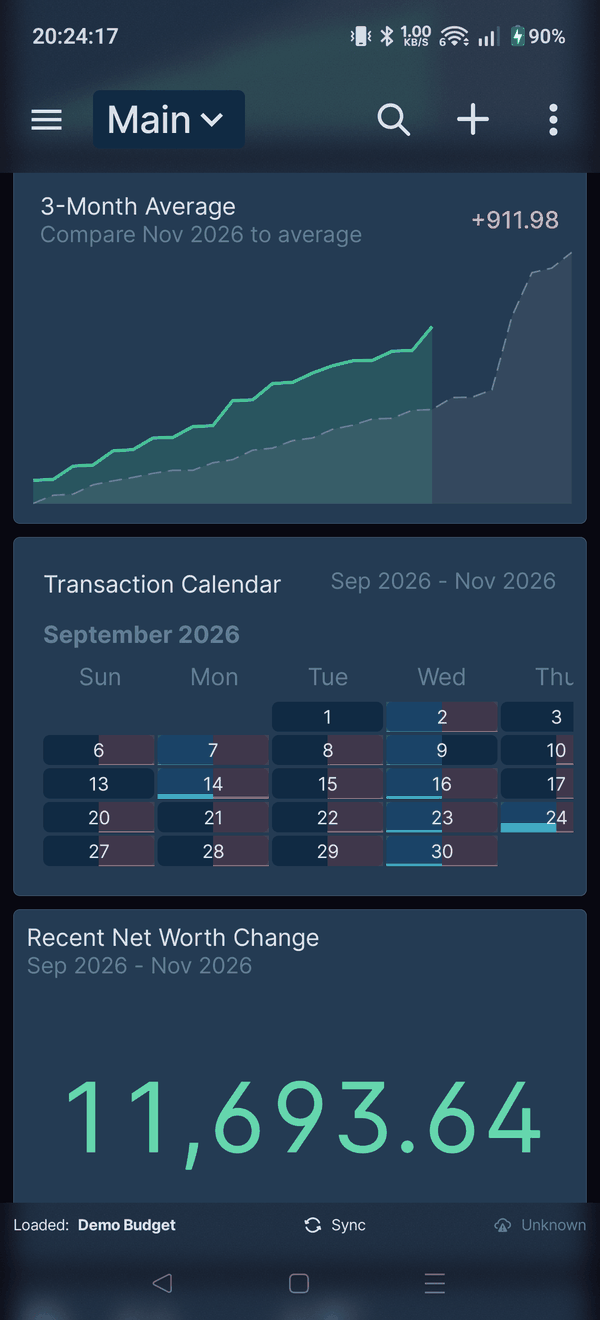 20:24:17
1.00
KB/S
6
90%
Main
3-Month Average
+911.98
Compare Nov 2026 to average
Transaction Calendar
Sep 2026 - Nov 2026
September 2026
Sun Mon Tue Wed Thu
1 2 3
6 7 8 9 10
13 14 15 16 17
20 21 22 23 24
27 28 29 30
Recent Net Worth Change
Sep 2026 - Nov 2026
11,693.64
Loaded: Demo Budget Sync Unknown